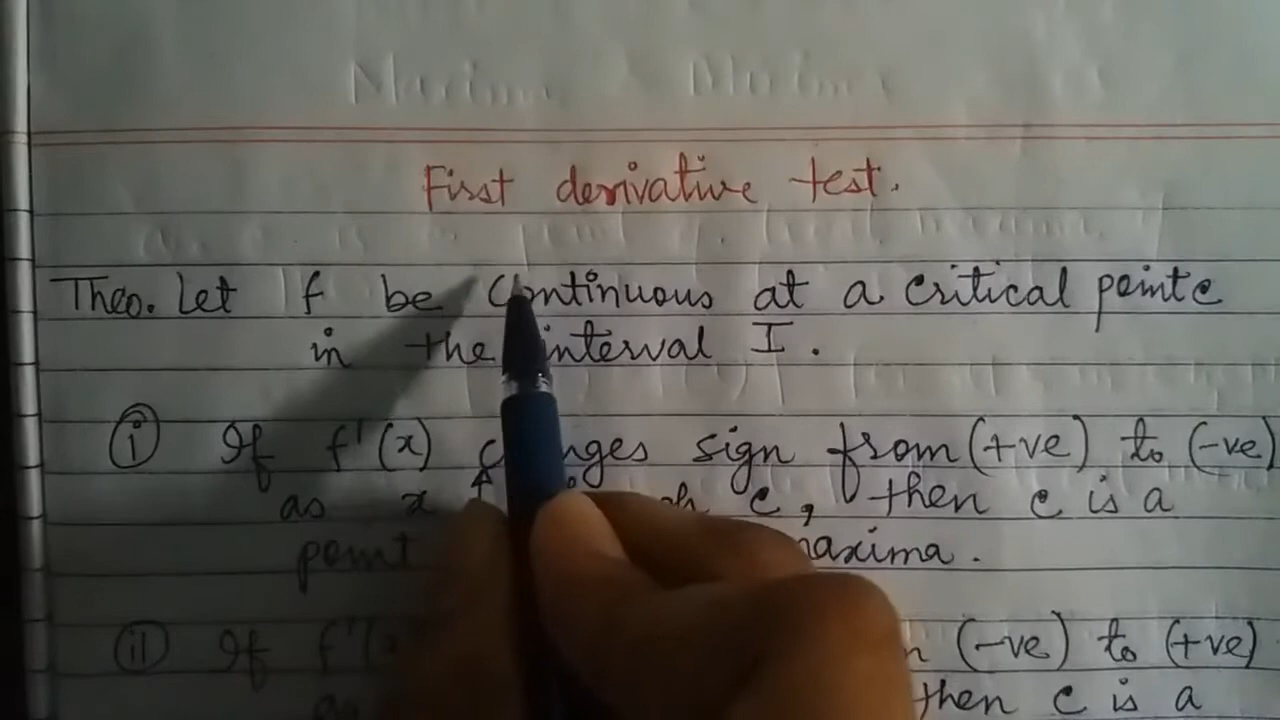 First derivative test.
Theo. Let f be continuous at a critical point c
in the interval I.
(i) If f'(x) changes sign from (+ve) to (-ve)
as x c, then c is a
point maxima.
(ii) If (-ve) to (+ve)
then c is a